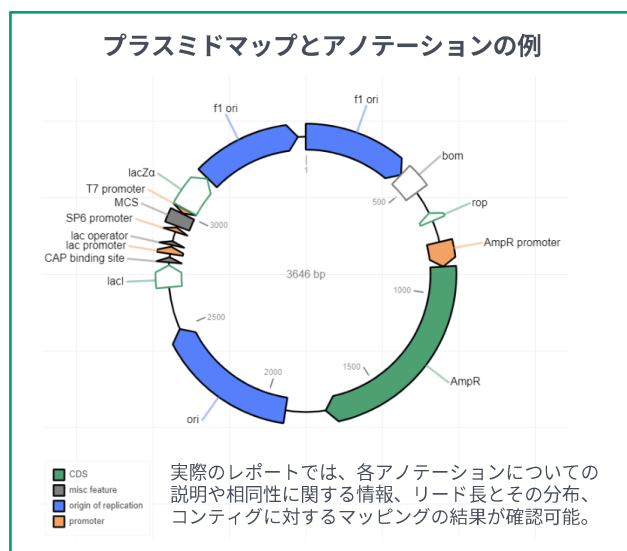 プラスミドマップとアノテーションの例
f1 ori
f1 ori
bom
rop
AmpR promoter
AmpR
ori
lacI
CAP binding site
lac promoter
lac operator
SP6 promoter
MCS
T7 promoter
lacZα
1
500
1000
1500
2000
2500
3000
3646 bp
CDS
misc feature
origin of replication
promoter
実際のレポートでは、各アノテーションについての
説明や相同性に関する情報、リード長とその分布、
コンティグに対するマッピングの結果が確認可能。